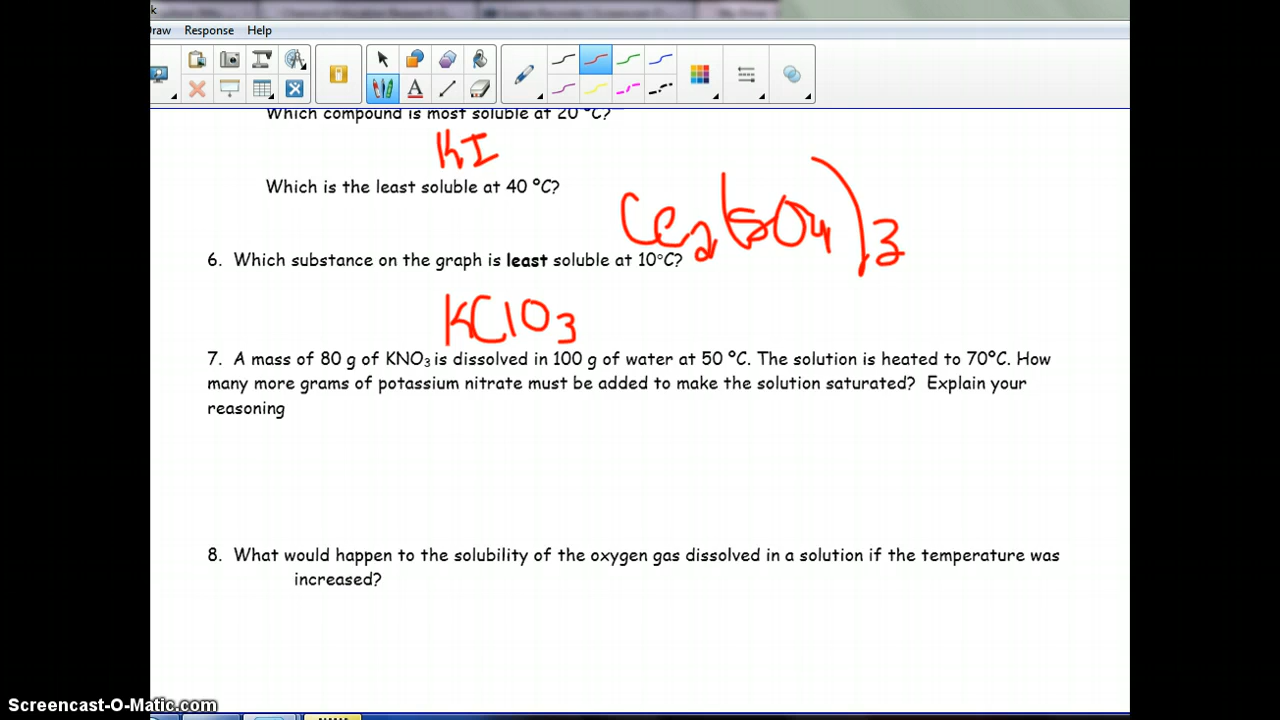 Draw Response Help
Which compound is most soluble at 20 ºC?
KI
Which is the least soluble at 40 ºC?
Ce2(SO4)3
6. Which substance on the graph is least soluble at 10°C?
KClO3
7. A mass of 80 g of KNO3 is dissolved in 100 g of water at 50 ºC. The solution is heated to 70ºC. How
many more grams of potassium nitrate must be added to make the solution saturated? Explain your
reasoning
8. What would happen to the solubility of the oxygen gas dissolved in a solution if the temperature was
increased?
Screencast-O-Matic.com